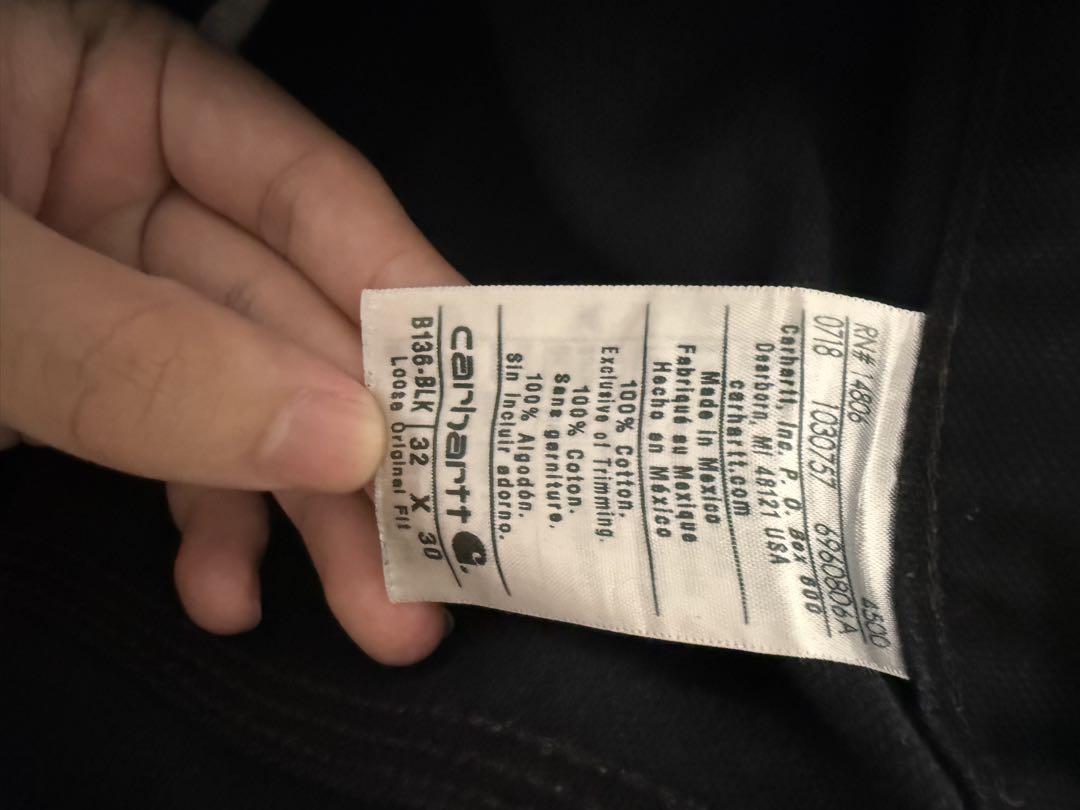 carhartt
B136-BLK 32 X 30
Loose Original Fit
100% Cotton.
Exclusive of Trimming.
100% Coton.
Sans garniture.
100% Algodón.
Sin incluir adorno.
Made in Mexico
Fabriqué au Mexique
Hecho en México
Carhartt, Inc. P. O. Box 600
Dearborn, MI 48121 USA
carhartt.com
RN# 14806 4500
0718 1030757 6960806A